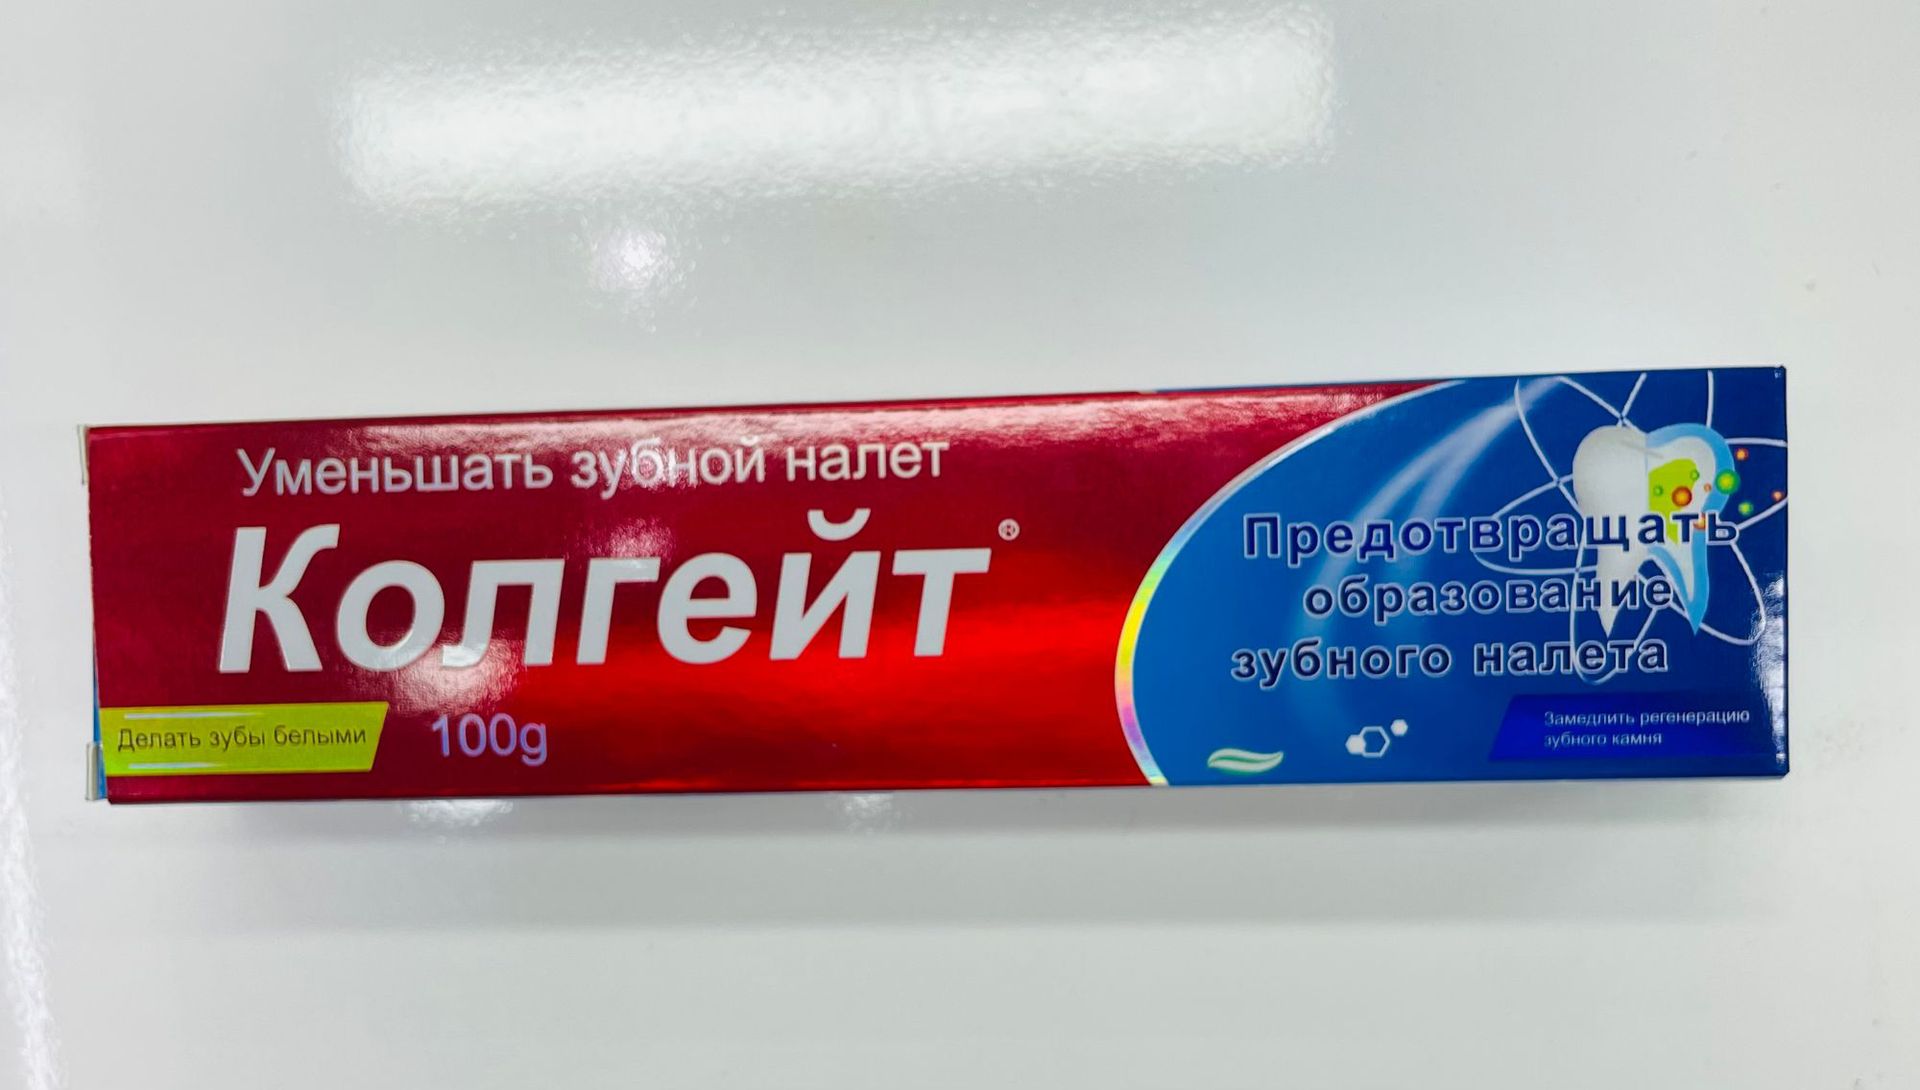 Уменьшать зубной налет
Колгейт®
Делать зубы белыми
100g
Предотвращать
образование
зубного налета
Замедлить регенерацию
зубного камня